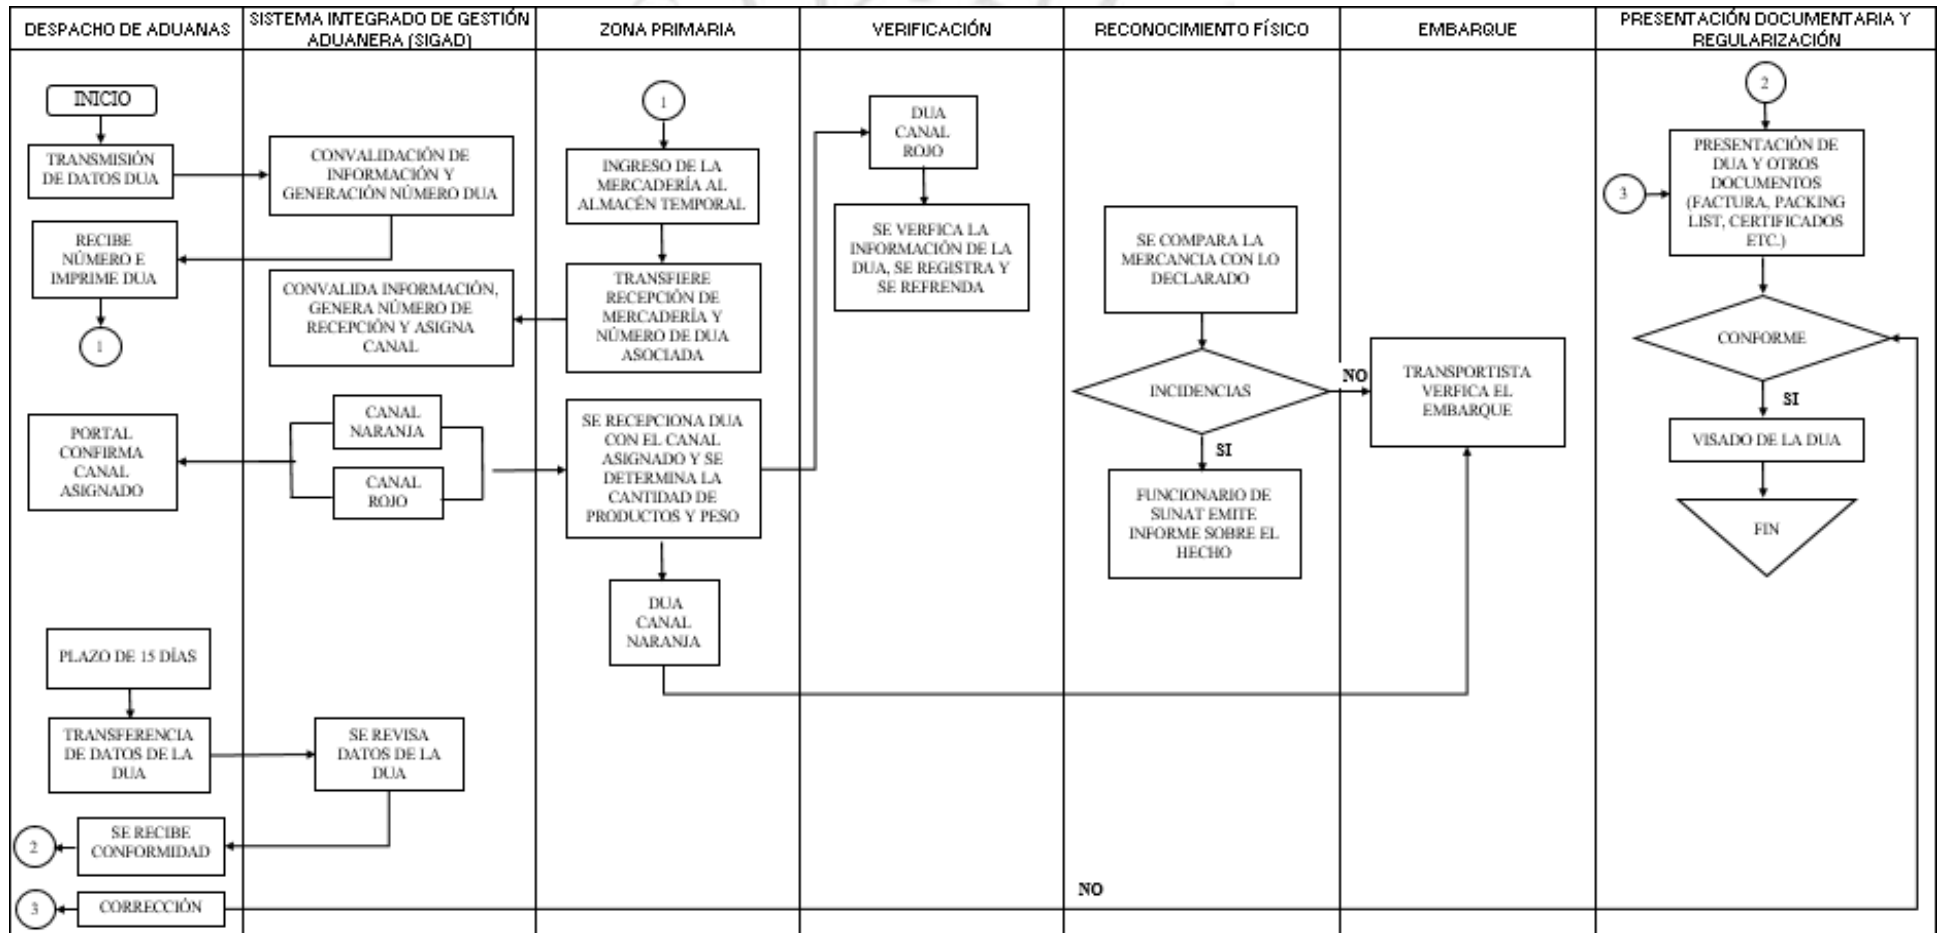 DESPACHO DE ADUANAS
SISTEMA INTEGRADO DE GESTIÓN
ADUANERA (SIGAD)
ZONA PRIMARIA
VERIFICACIÓN
RECONOCIMIENTO FÍSICO
EMBARQUE
PRESENTACIÓN DOCUMENTARIA Y
REGULARIZACIÓN
INICIO
TRANSMISIÓN
DE DATOS DUA
RECIBE
NÚMERO E
IMPRIME DUA
1
PORTAL
CONFIRMA
CANAL
ASIGNADO
PLAZO DE 15 DÍAS
TRANSFERENCIA
DE DATOS DE LA
DUA
SE RECIBE
CONFORMIDAD
2
CORRECCIÓN
3
CONVALIDACIÓN DE
INFORMACIÓN Y
GENERACIÓN NÚMERO DUA
CONVALIDA INFORMACIÓN,
GENERA NÚMERO DE
RECEPCIÓN Y ASIGNA
CANAL
CANAL
NARANJA
CANAL
ROJO
SE REVISA
DATOS DE LA
DUA
1
INGRESO DE LA
MERCADERÍA AL
ALMACÉN TEMPORAL
TRANSFIERE
RECEPCIÓN DE
MERCADERÍA Y
NÚMERO DE DUA
ASOCIADA
SE RECEPCIONA DUA
CON EL CANAL
ASIGNADO Y SE
DETERMINA LA
CANTIDAD DE
PRODUCTOS Y PESO
DUA
CANAL
NARANJA
DUA
CANAL
ROJO
SE VERFICA LA
INFORMACIÓN DE LA
DUA, SE REGISTRA Y
SE REFRENDA
SE COMPARA LA
MERCANCIA CON LO
DECLARADO
INCIDENCIAS
NO
SI
FUNCIONARIO DE
SUNAT EMITE
INFORME SOBRE EL
HECHO
NO
TRANSPORTISTA
VERIFICA EL
EMBARQUE
2
3
PRESENTACIÓN DE
DUA Y OTROS
DOCUMENTOS
(FACTURA, PACKING
LIST, CERTIFICADOS
ETC.)
CONFORME
SI
VISADO DE LA DUA
FIN